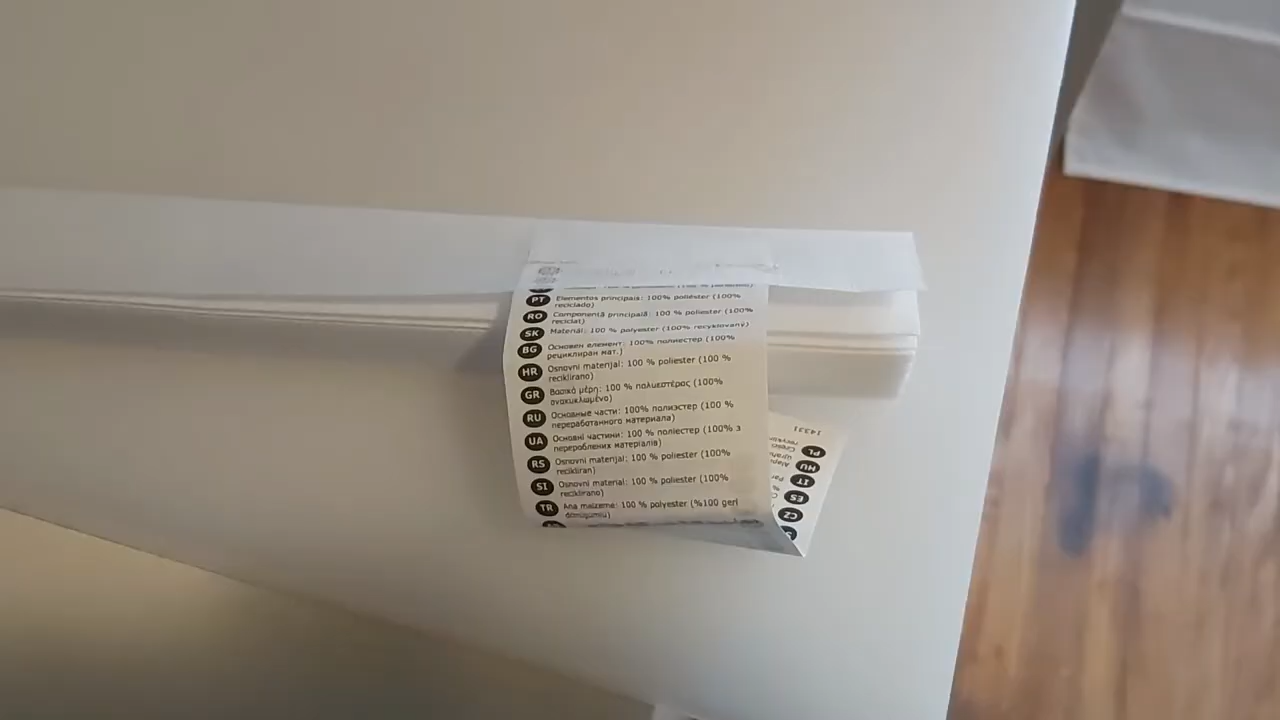 PT Elementos principais: 100% poliéster (100%
reciclado)
RO Componentă principală: 100% poliester (100%
reciclat)
SK Materiál: 100 % polyester (100% recyklovaný)
BG Основен елемент: 100% полиестер (100%
рециклиран мат.)
HR Osnovni materijal: 100 % poliester (100 %
reciklirano)
GR Βασικά μέρη: 100 % πολυεστέρας (100%
ανακυκλωμένο)
RU Основные части: 100% полиэстер (100 %
переработанного материала)
UA Основні частини: 100 % поліестер (100% з
перероблених матеріалів)
RS Osnovni materijal: 100 % poliester (100%
recikliran)
SI Osnovni material: 100 % poliester (100%
reciklirano)
TR Ana malzeme: 100 % polyester (%100 geri
dönüşümlü)
14331
PL
HU
IT
ES
CZ